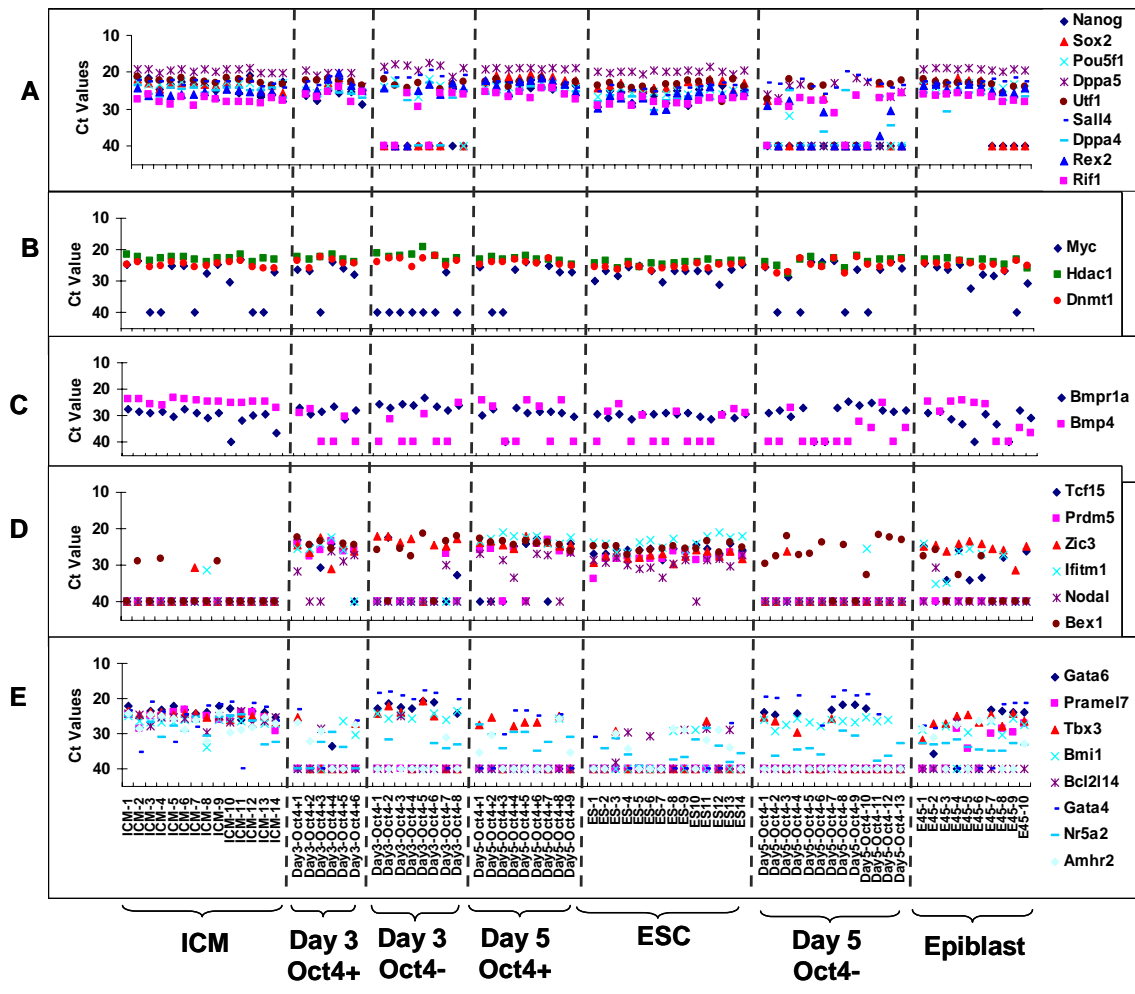 A
Ct Values
10
20
30
40
Nanog
Sox2
Pou5f1
Dppa5
Utf1
Sall4
Dppa4
Rex2
Rif1
B
Ct Value
10
20
30
40
Myc
Hdac1
Dnmt1
C
Ct Value
10
20
30
40
Bmpr1a
Bmp4
D
Ct Value
10
20
30
40
Tcf15
Prdm5
Zic3
Ifitm1
Nodal
Bex1
E
Ct Values
10
20
30
40
Gata6
Pramel7
Tbx3
Bmi1
Bcl2l14
Gata4
Nr5a2
Amhr2
ICM-1
ICM-2
ICM-3
ICM-4
ICM-5
ICM-6
ICM-7
ICM-8
ICM-9
ICM-10
ICM-11
ICM-12
ICM-13
ICM-14
Day3-Oct4+1
Day3-Oct4+2
Day3-Oct4+3
Day3-Oct4+4
Day3-Oct4+5
Day3-Oct4+6
Day3-Oct4-1
Day3-Oct4-2
Day3-Oct4-3
Day3-Oct4-4
Day3-Oct4-5
Day3-Oct4-6
Day3-Oct4-7
Day3-Oct4-8
Day5-Oct4+1
Day5-Oct4+2
Day5-Oct4+3
Day5-Oct4+4
Day5-Oct4+5
Day5-Oct4+6
Day5-Oct4+7
Day5-Oct4+8
Day5-Oct4+9
ES-1
ES-2
ES-3
ES-4
ES-5
ES-6
ES-7
ES-8
ES-9
ES10
ES11
ES12
ES13
ES14
Day5-Oct4-1
Day5-Oct4-2
Day5-Oct4-3
Day5-Oct4-4
Day5-Oct4-5
Day5-Oct4-6
Day5-Oct4-7
Day5-Oct4-8
Day5-Oct4-9
Day5-Oct4-10
Day5-Oct4-11
Day5-Oct4-12
Day5-Oct4-13
E45-1
E45-2
E45-3
E45-4
E45-5
E45-6
E45-7
E45-8
E45-9
E45-10
ICM
Day 3
Oct4+
Day 3
Oct4-
Day 5
Oct4+
ESC
Day 5
Oct4-
Epiblast